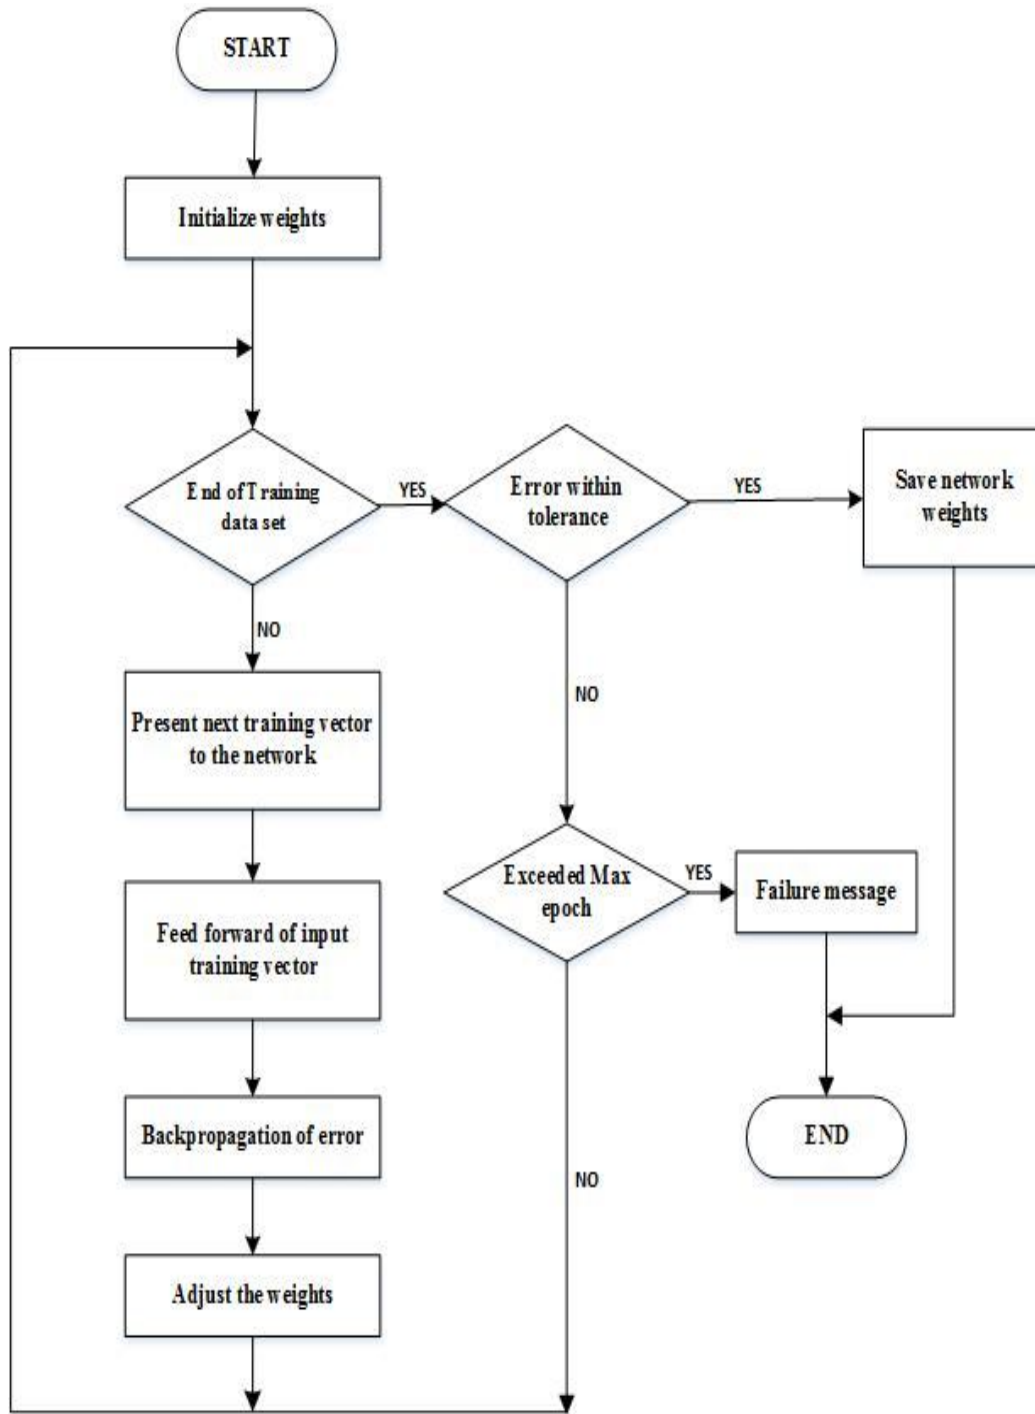 START
Initialize weights
End of Training
data set
YES
Error within
tolerance
YES
Save network
weights
NO
Present next training vector
to the network
NO
Feed forward of input
training vector
Exceeded Max
epoch
YES
Failure message
Backpropagation of error
END
NO
Adjust the weights